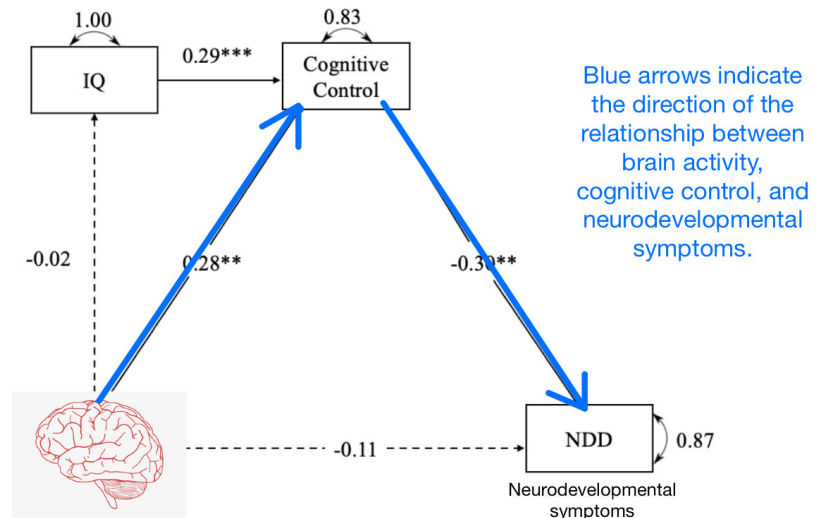 1.00
0.83
IQ
0.29***
Cognitive
Control
Blue arrows indicate
the direction of the
relationship between
brain activity,
cognitive control, and
neurodevelopmental
symptoms.
-0.02
0.28**
-0.30**
-0.11
NDD
0.87
Neurodevelopmental
symptoms